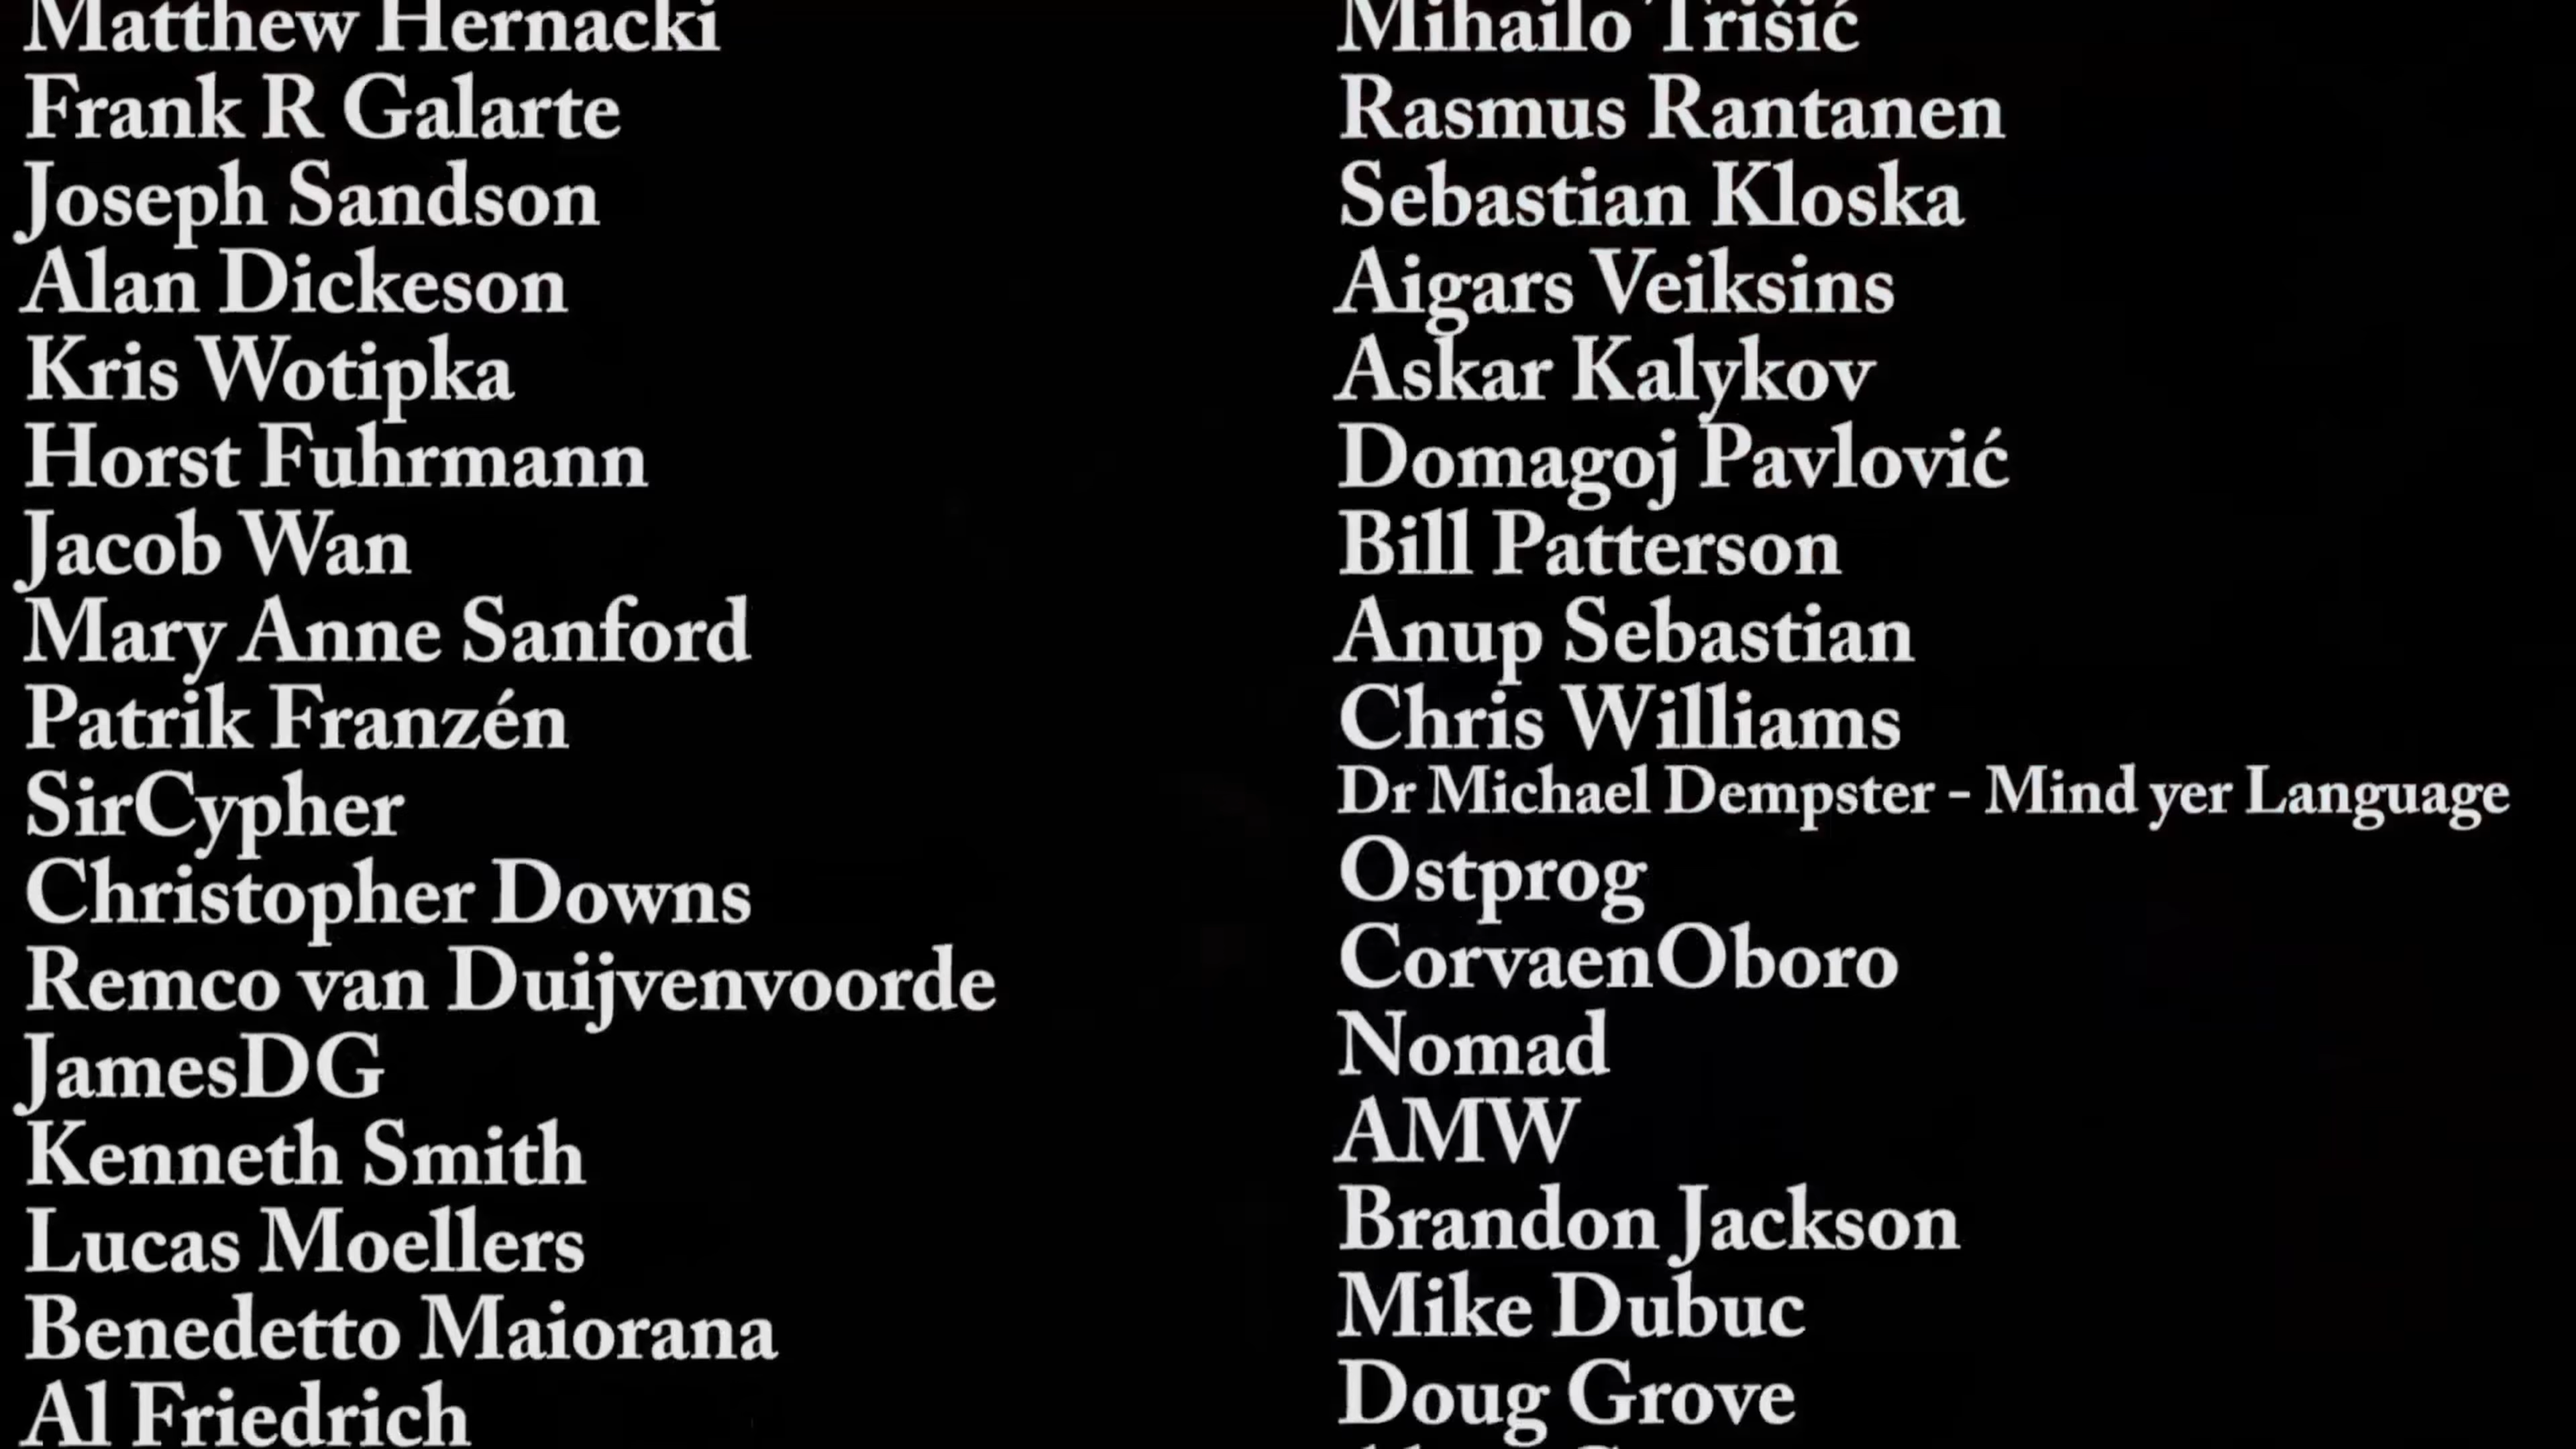 Matthew Hernacki
Frank R Galarte
Joseph Sandson
Alan Dickeson
Kris Wotipka
Horst Fuhrmann
Jacob Wan
Mary Anne Sanford
Patrik Franzén
SirCypher
Christopher Downs
Remco van Duijvenvoorde
JamesDG
Kenneth Smith
Lucas Moellers
Benedetto Maiorana
Al Friedrich
Mihailo Trišić
Rasmus Rantanen
Sebastian Kloska
Aigars Veiksins
Askar Kalykov
Domagoj Pavlović
Bill Patterson
Anup Sebastian
Chris Williams
Dr Michael Dempster - Mind yer Language
Ostprog
CorvaenOboro
Nomad
AMW
Brandon Jackson
Mike Dubuc
Doug Grove